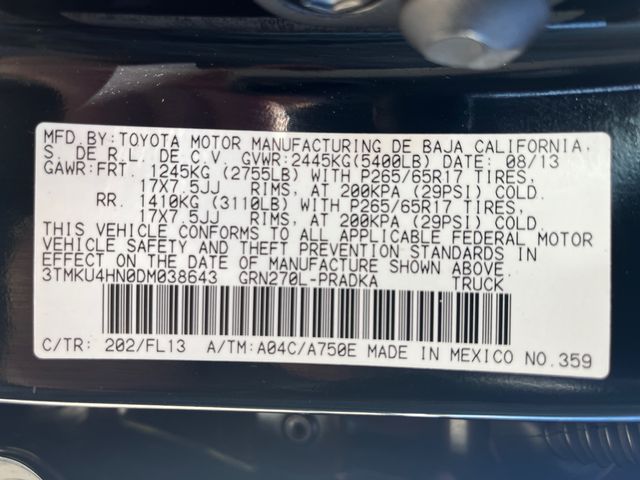 MFD.BY:TOYOTA MOTOR MANUFACTURING DE BAJA CALIFORNIA,
S. DE R.L. DE C.V. GVWR:2445KG(5400LB) DATE: 08/13
GAWR:FRT. 1245KG (2755LB) WITH P265/65R17 TIRES,
17X7.5JJ RIMS, AT 200KPA (29PSI) COLD.
RR. 1410KG (3110LB) WITH P265/65R17 TIRES,
17X7.5JJ RIMS, AT 200KPA (29PSI) COLD.
THIS VEHICLE CONFORMS TO ALL APPLICABLE FEDERAL MOTOR
VEHICLE SAFETY AND THEFT PREVENTION STANDARDS IN
EFFECT ON THE DATE OF MANUFACTURE SHOWN ABOVE.
3TMKU4HN0DM038643 GRN270L-PRADKA TRUCK
C/TR: 202/FL13 A/TM:A04C/A750E MADE IN MEXICO NO.359